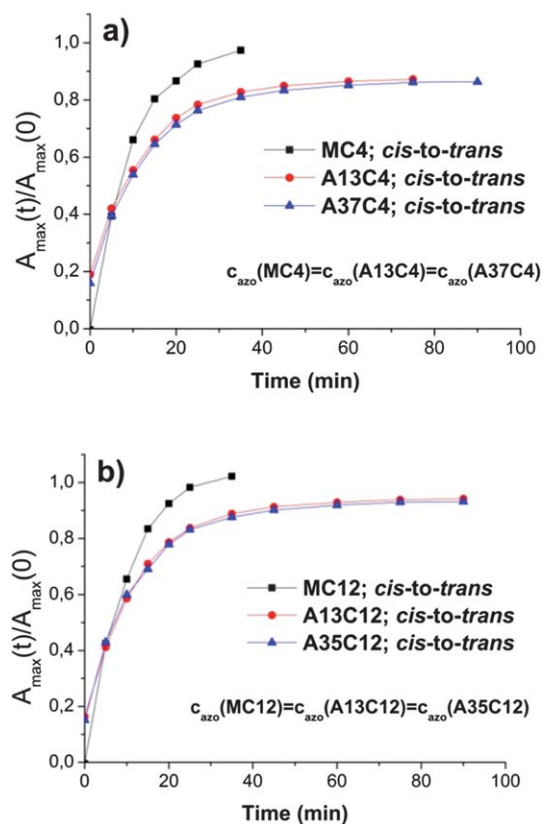 a)
1,0
0,8
0,6
0,4
0,2
0,0
A_max(t)/A_max(0)
MC4; cis-to-trans
A13C4; cis-to-trans
A37C4; cis-to-trans
c_azo(MC4)=c_azo(A13C4)=c_azo(A37C4)
0 20 40 60 80 100
Time (min)
b)
1,0
0,8
0,6
0,4
0,2
0,0
A_max(t)/A_max(0)
MC12; cis-to-trans
A13C12; cis-to-trans
A35C12; cis-to-trans
c_azo(MC12)=c_azo(A13C12)=c_azo(A35C12)
0 20 40 60 80 100
Time (min)